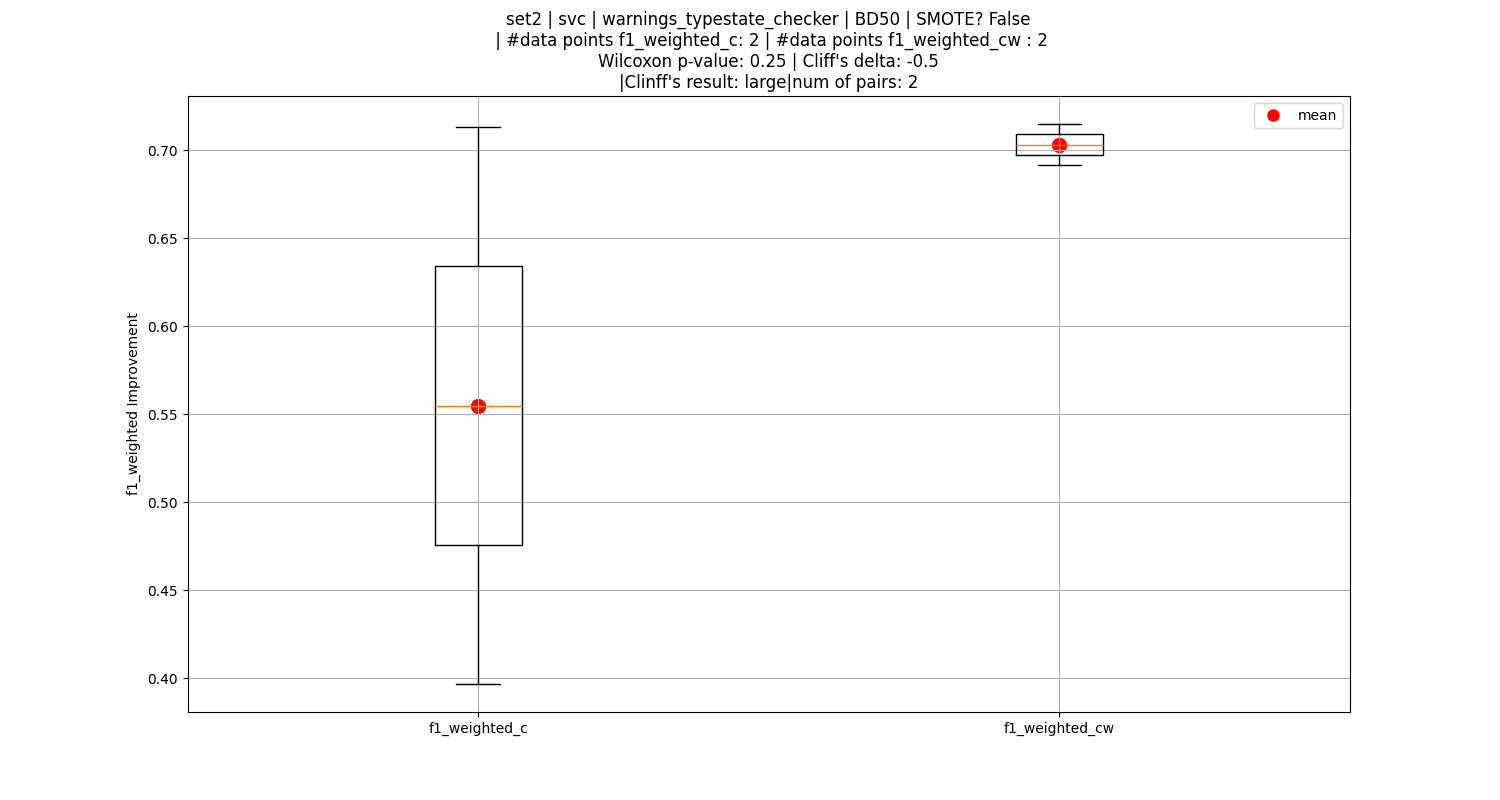 set2 | svc | warnings_typestate_checker | BD50 | SMOTE? False
| #data points f1_weighted_c: 2 | #data points f1_weighted_cw : 2
Wilcoxon p-value: 0.25 | Cliff's delta: -0.5
|Clinff's result: large|num of pairs: 2
mean
0.70
0.65
0.60
0.55
0.50
0.45
0.40
f1_weighted Improvement
f1_weighted_c
f1_weighted_cw